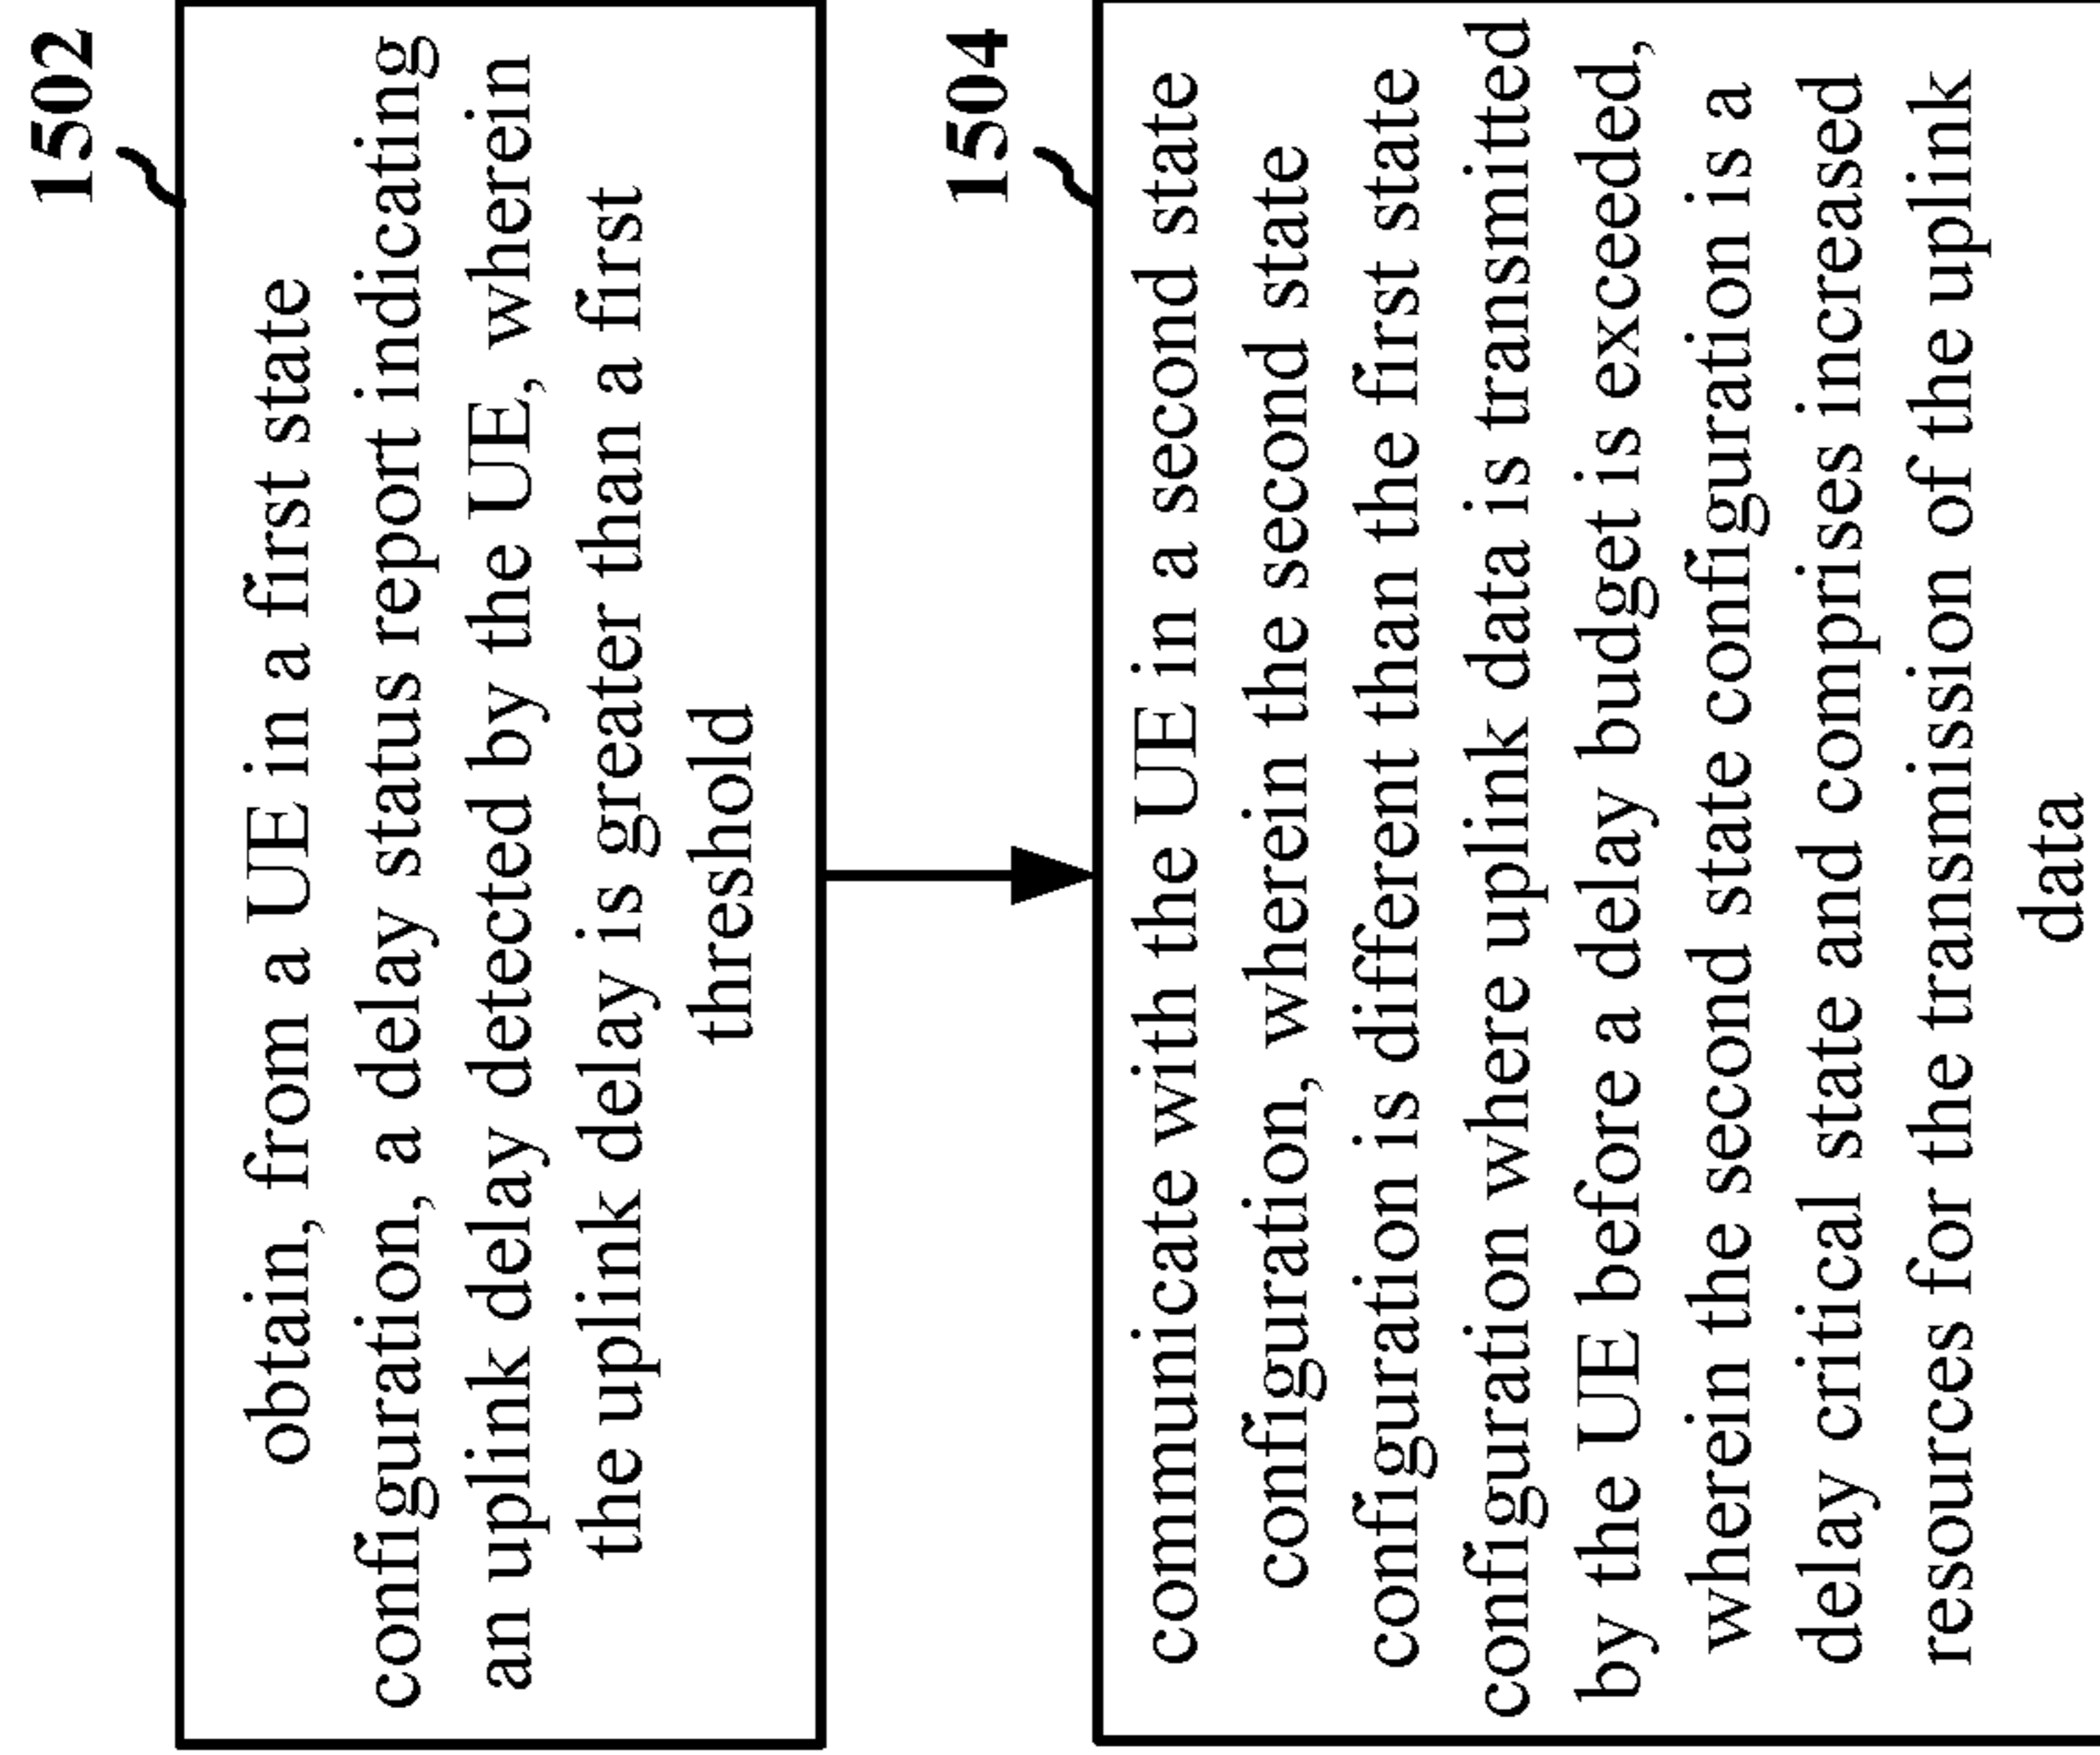 1502
obtain, from a UE in a first state
configuration, a delay status report indicating
an uplink delay detected by the UE, wherein
the uplink delay is greater than a first
threshold
1504
communicate with the UE in a second state
configuration, wherein the second state
configuration is different than the first state
configuration where uplink data is transmitted
by the UE before a delay budget is exceeded,
wherein the second state configuration is a
delay critical state and comprises increased
resources for the transmission of the uplink
data